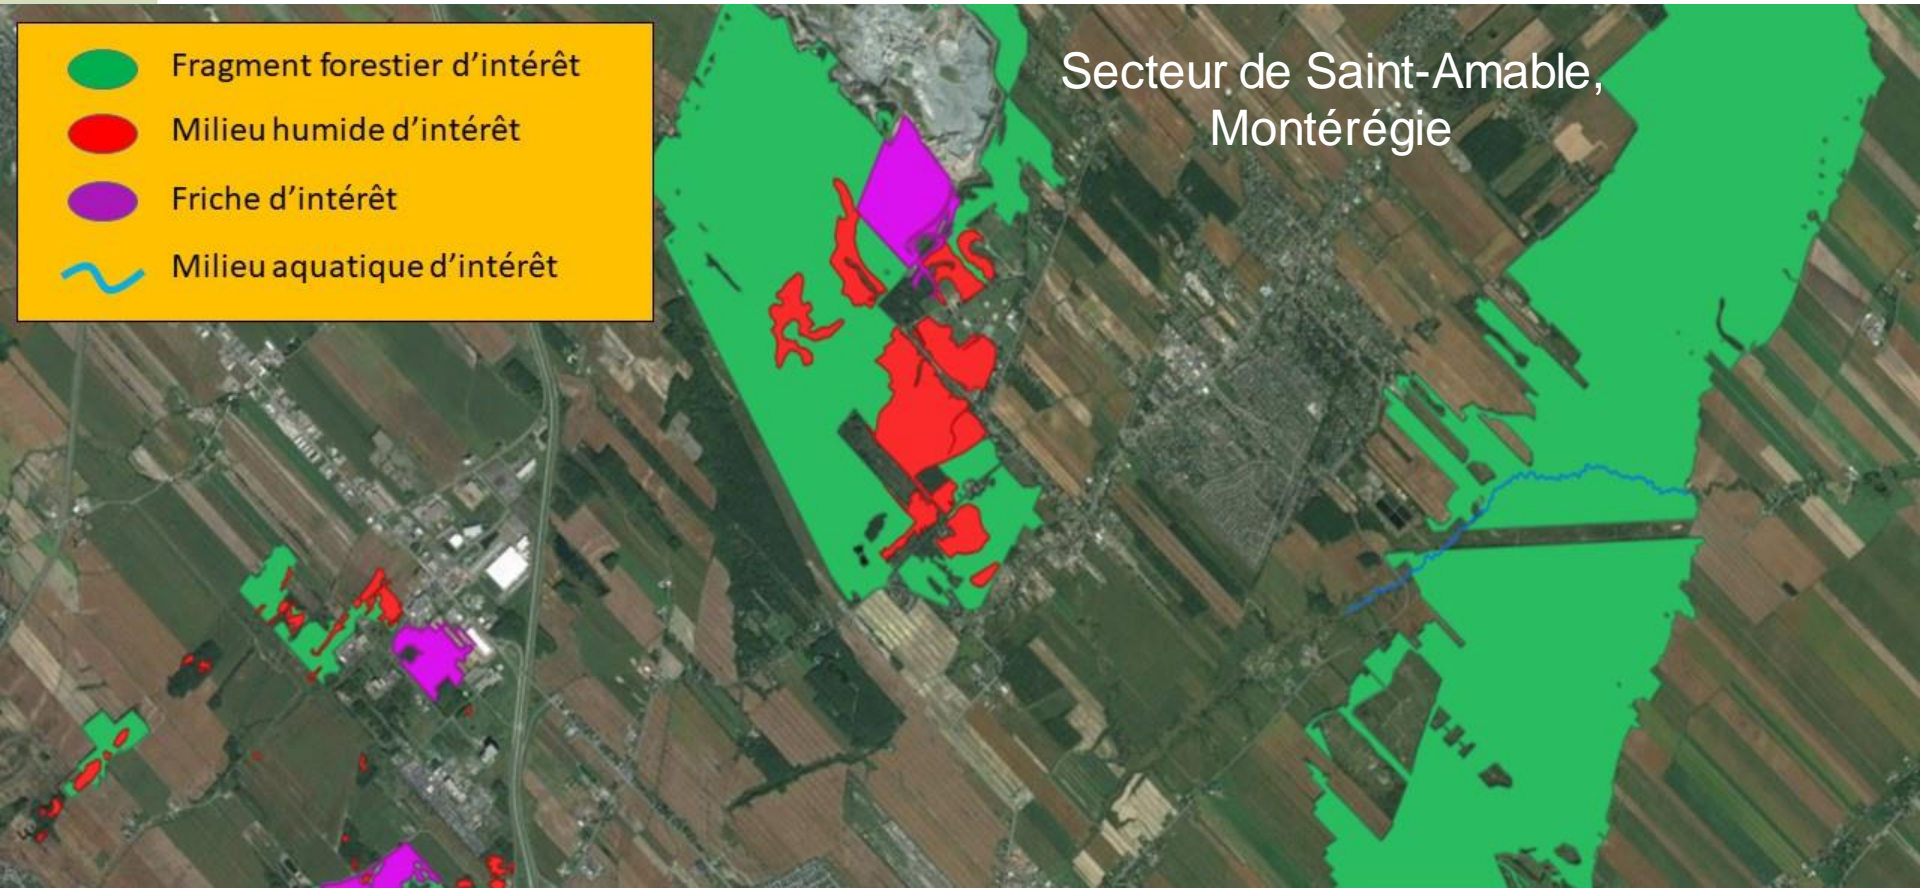 Fragment forestier d'intérêt
Milieu humide d'intérêt
Friche d'intérêt
Milieu aquatique d'intérêt
Secteur de Saint-Amable,
Montérégie